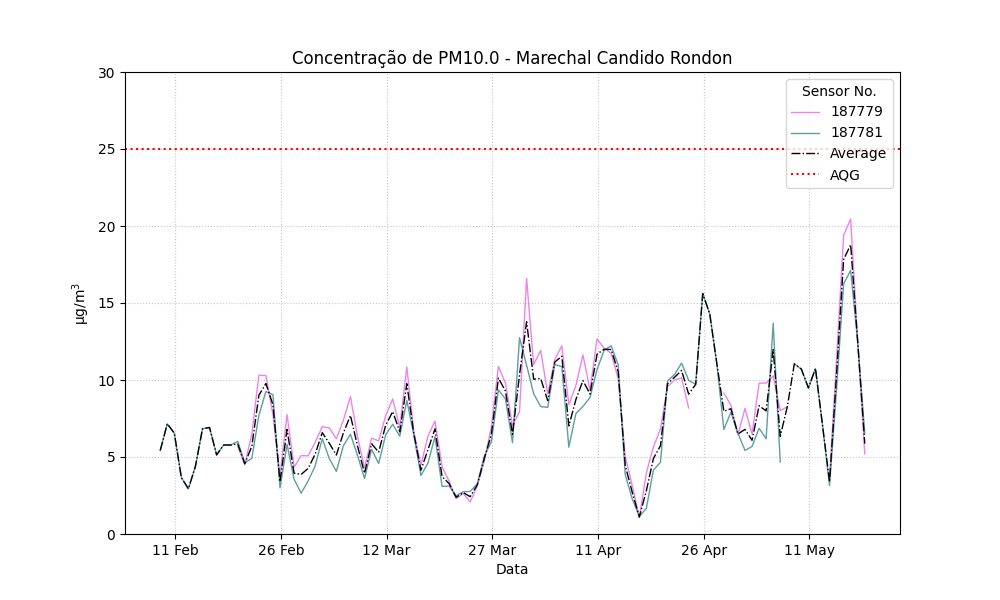 Concentração de PM10.0 - Marechal Candido Rondon
Sensor No.
187779
187781
Average
AQG
30
25
20
15
10
5
0
µg/m³
11 Feb
26 Feb
12 Mar
27 Mar
11 Apr
26 Apr
11 May
Data